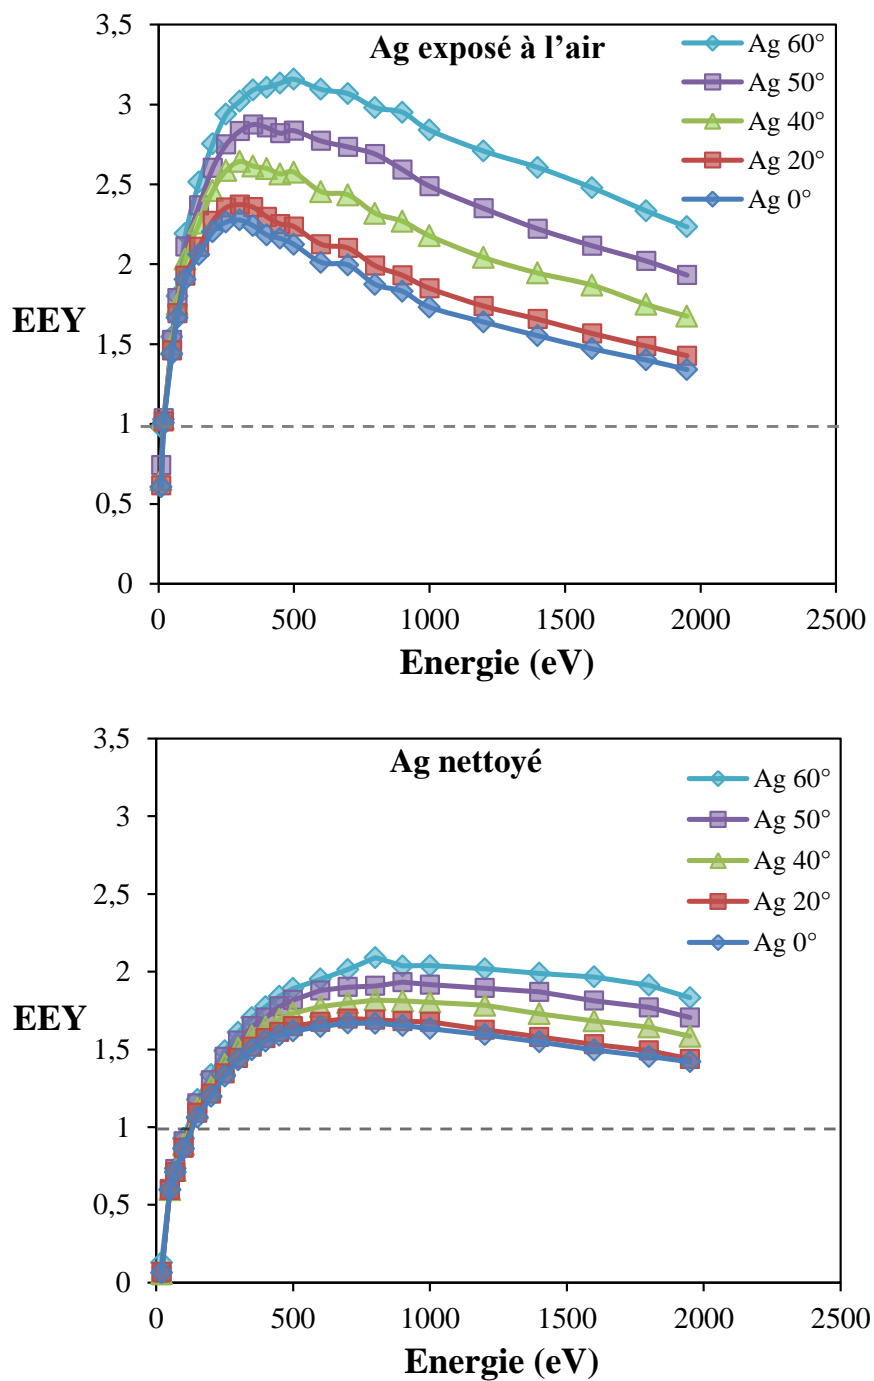 3,5
Ag exposé à l’air
Ag 60°
3
Ag 50°
2,5
Ag 40°
Ag 20°
2
Ag 0°
EEY
1,5
1
0,5
0
0 500 1000 1500 2000 2500
Energie (eV)
3,5
Ag nettoyé
Ag 60°
3
Ag 50°
2,5
Ag 40°
Ag 20°
2
Ag 0°
EEY
1,5
1
0,5
0
0 500 1000 1500 2000 2500
Energie (eV)